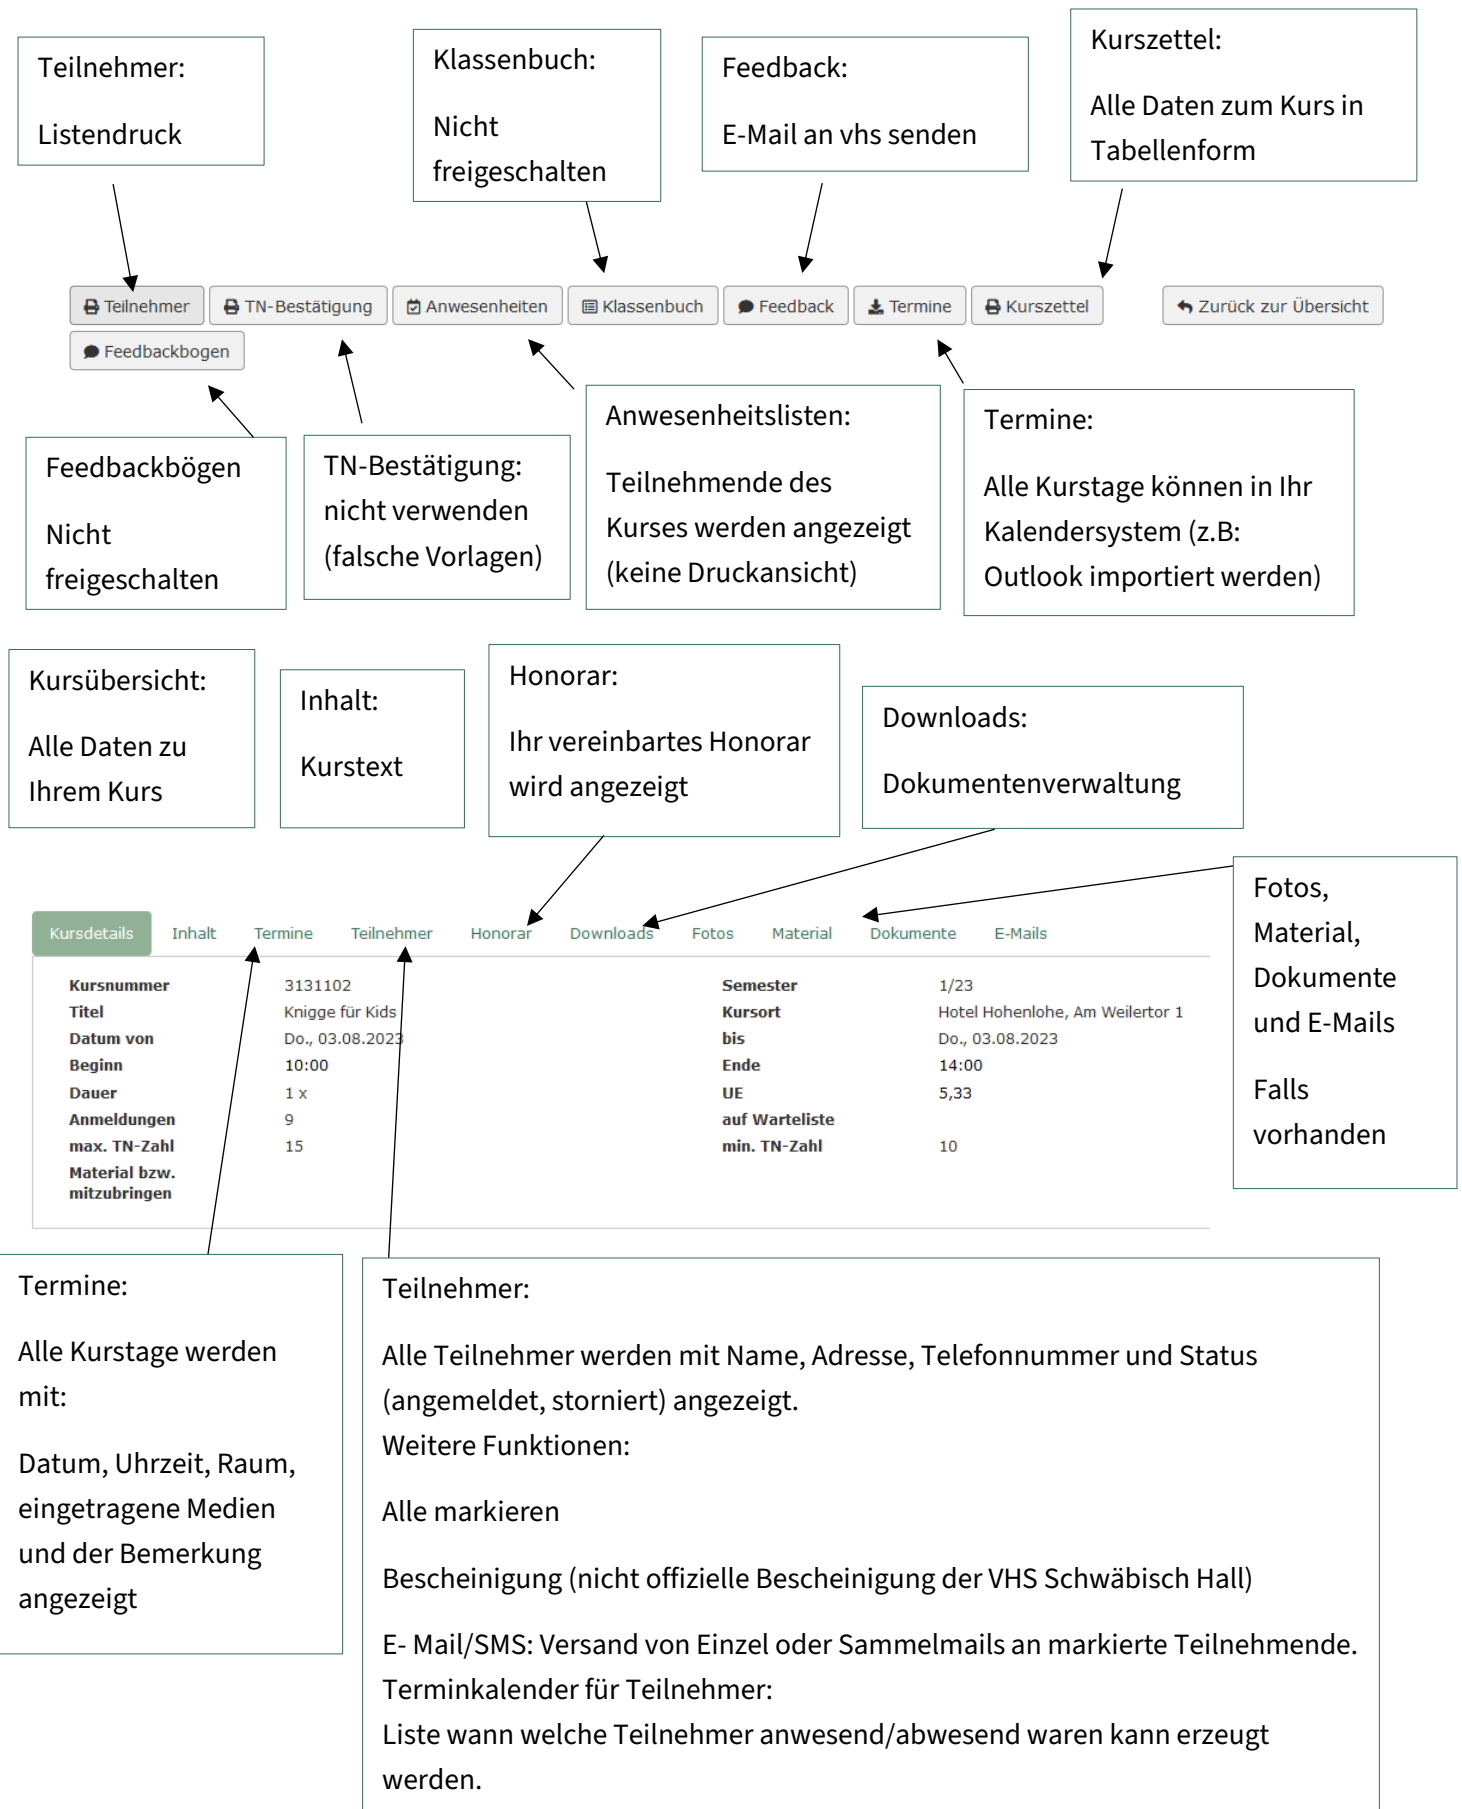 Teilnehmer:
Listendruck
Klassenbuch:
Nicht
freigeschalten
Feedback:
E-Mail an vhs senden
Kurszettel:
Alle Daten zum Kurs in
Tabellenform
Teilnehmer
TN-Bestätigung
Anwesenheiten
Klassenbuch
Feedback
Termine
Kurszettel
Zurück zur Übersicht
Feedbackbogen
Feedbackbögen
Nicht
freigeschalten
TN-Bestätigung:
nicht verwenden
(falsche Vorlagen)
Anwesenheitslisten:
Teilnehmende des
Kurses werden angezeigt
(keine Druckansicht)
Termine:
Alle Kurstage können in Ihr
Kalendersystem (z.B:
Outlook importiert werden)
Kursübersicht:
Alle Daten zu
Ihrem Kurs
Inhalt:
Kurstext
Honorar:
Ihr vereinbartes Honorar
wird angezeigt
Downloads:
Dokumentenverwaltung
Fotos,
Material,
Dokumente
und E-Mails
Falls
vorhanden
Kursdetails Inhalt Termine Teilnehmer Honorar Downloads Fotos Material Dokumente E-Mails
Kursnummer 3131102 Semester 1/23
Titel Knigge für Kids Kursort Hotel Hohenlohe, Am Weilertor 1
Datum von Do., 03.08.2023 bis Do., 03.08.2023
Beginn 10:00 Ende 14:00
Dauer 1 x UE 5,33
Anmeldungen 9 auf Warteliste
max. TN-Zahl 15 min. TN-Zahl 10
Material bzw.
mitzubringen
Termine:
Alle Kurstage werden
mit:
Datum, Uhrzeit, Raum,
eingetragene Medien
und der Bemerkung
angezeigt
Teilnehmer:
Alle Teilnehmer werden mit Name, Adresse, Telefonnummer und Status
(angemeldet, storniert) angezeigt.
Weitere Funktionen:
Alle markieren
Bescheinigung (nicht offizielle Bescheinigung der VHS Schwäbisch Hall)
E- Mail/SMS: Versand von Einzel oder Sammelmails an markierte Teilnehmende.
Terminkalender für Teilnehmer:
Liste wann welche Teilnehmer anwesend/abwesend waren kann erzeugt
werden.